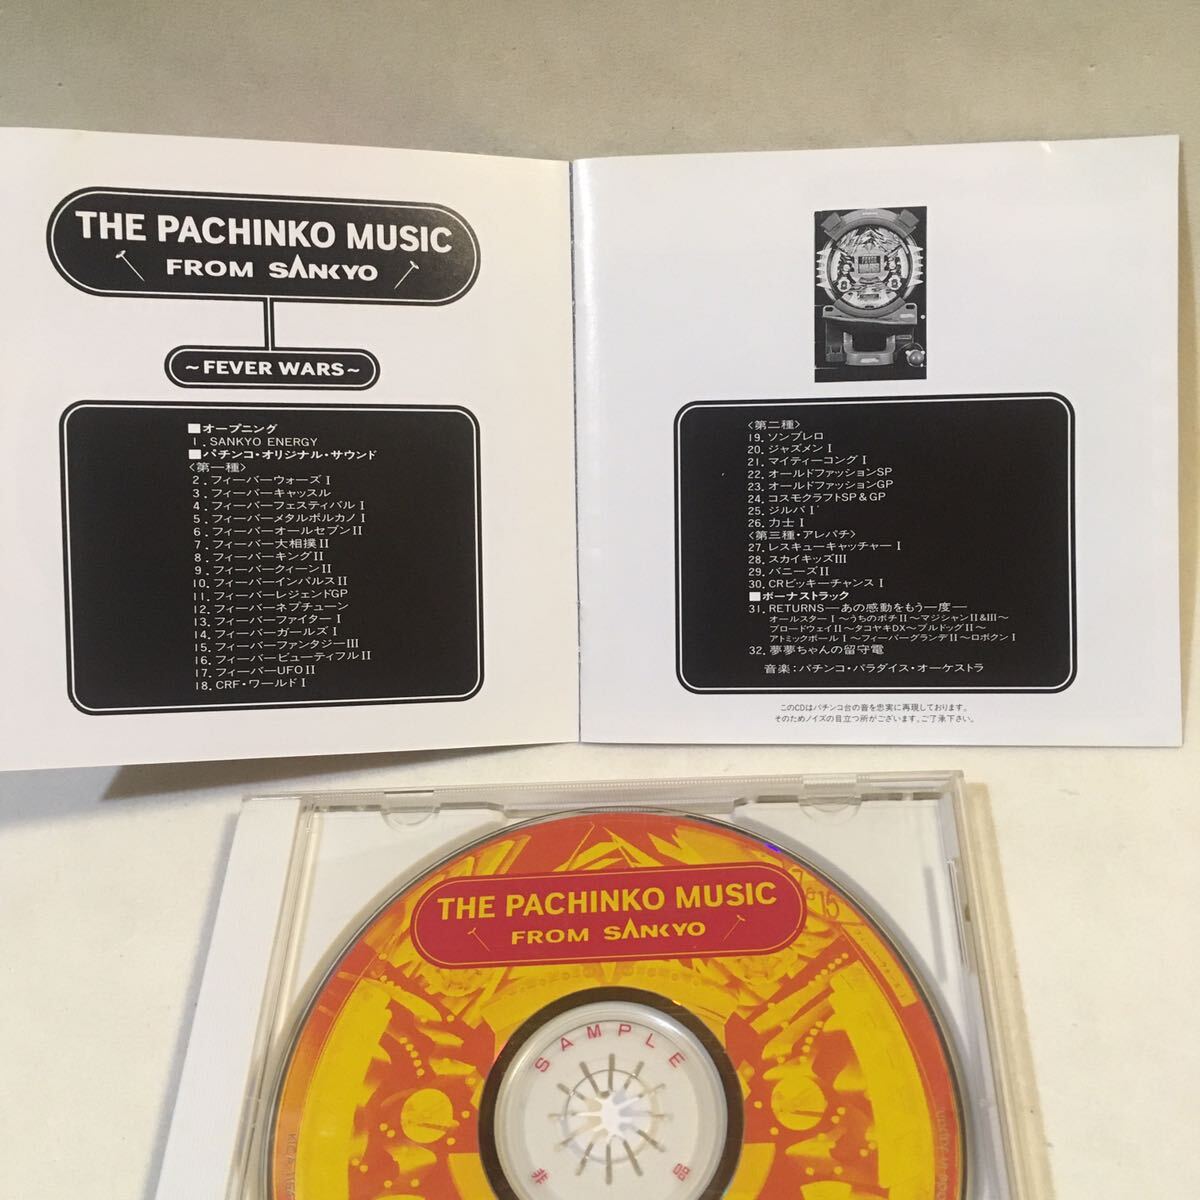 THE PACHINKO MUSIC
FROM SANKYO
~FEVER WARS~
■オープニング
1. SANKYO ENERGY
■パチンコ・オリジナル・サウンド
〈第一種〉
2. フィーバーウォーズⅠ
3. フィーバーキャッスル
4. フィーバーフェスティバルⅠ
5. フィーバーメタルボルカノⅠ
6. フィーバーオールセブンⅡ
7. フィーバー大相撲Ⅱ
8. フィーバーキングⅡ
9. フィーバークィーンⅡ
10. フィーバーインパルスⅡ
11. フィーバーレジェンドGP
12. フィーバーネプチューン
13. フィーバーファイターⅠ
14. フィーバーガールズⅠ
15. フィーバーファンタジーⅢ
16. フィーバービューティフルⅡ
17. フィーバーUFOⅡ
18. CRF・ワールドⅠ
〈第二種〉
19. ソンブレロ
20. ジャズメンⅠ
21. マイティーコングⅠ
22. オールドファッションSP
23. オールドファッションGP
24. コスモクラフトSP&GP
25. ジルバⅠ
26. 力士Ⅰ
〈第三種・アレパチ〉
27. レスキューキャッチャーⅠ
28. スカイキッズⅢ
29. バニーズⅡ
30. CRビッキーチャンスⅠ
■ボーナストラック
31. RETURNS—あの感動をもう一度—
オールスターⅠ～うちのポチⅡ～マジシャンⅡ&Ⅲ～
ブロードウェイⅡ～タコヤキDX～ブルドッグⅡ～
アトミックボールⅠ～フィーバーグランデⅡ～ロボクンⅠ
32. 夢夢ちゃんの留守電
音楽：パチンコ・パラダイス・オーケストラ
このCDはパチンコ台の音を忠実に再現しております。
そのためノイズの目立つ所がございます。ご了承下さい。
THE PACHINKO MUSIC
FROM SANKYO
SAMPLE